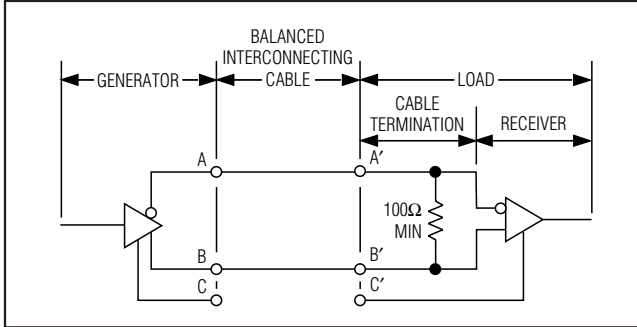 BALANCED
INTERCONNECTING
CABLE
GENERATOR
LOAD
CABLE
TERMINATION
RECEIVER
A
A′
100Ω
MIN
B
B′
C
C′